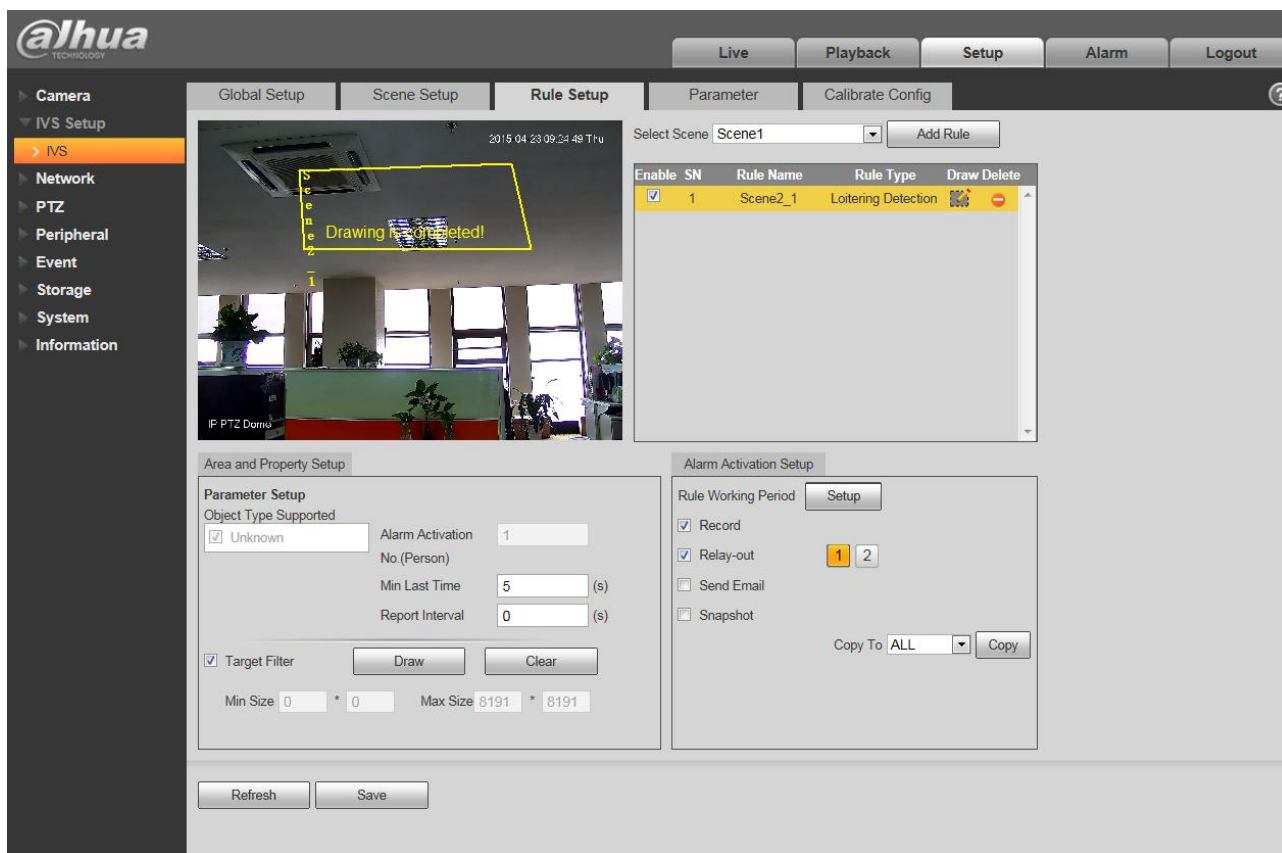 alhua
TECHNOLOGY
Live Playback Setup Alarm Logout
Camera
IVS Setup
> IVS
Network
PTZ
Peripheral
Event
Storage
System
Information
Global Setup Scene Setup Rule Setup Parameter Calibrate Config ?
2015 04 23 09:24 49 Thu
Scene2_1
Drawing is completed!
IP PTZ Dome
Select Scene Scene1 Add Rule
Enable SN Rule Name Rule Type Draw Delete
1 Scene2_1 Loitering Detection
Area and Property Setup
Parameter Setup
Object Type Supported
Unknown
Alarm Activation 1
No.(Person)
Min Last Time 5 (s)
Report Interval 0 (s)
Target Filter Draw Clear
Min Size 0 * 0 Max Size 8191 * 8191
Alarm Activation Setup
Rule Working Period Setup
Record
Relay-out 1 2
Send Email
Snapshot
Copy To ALL Copy
Refresh Save